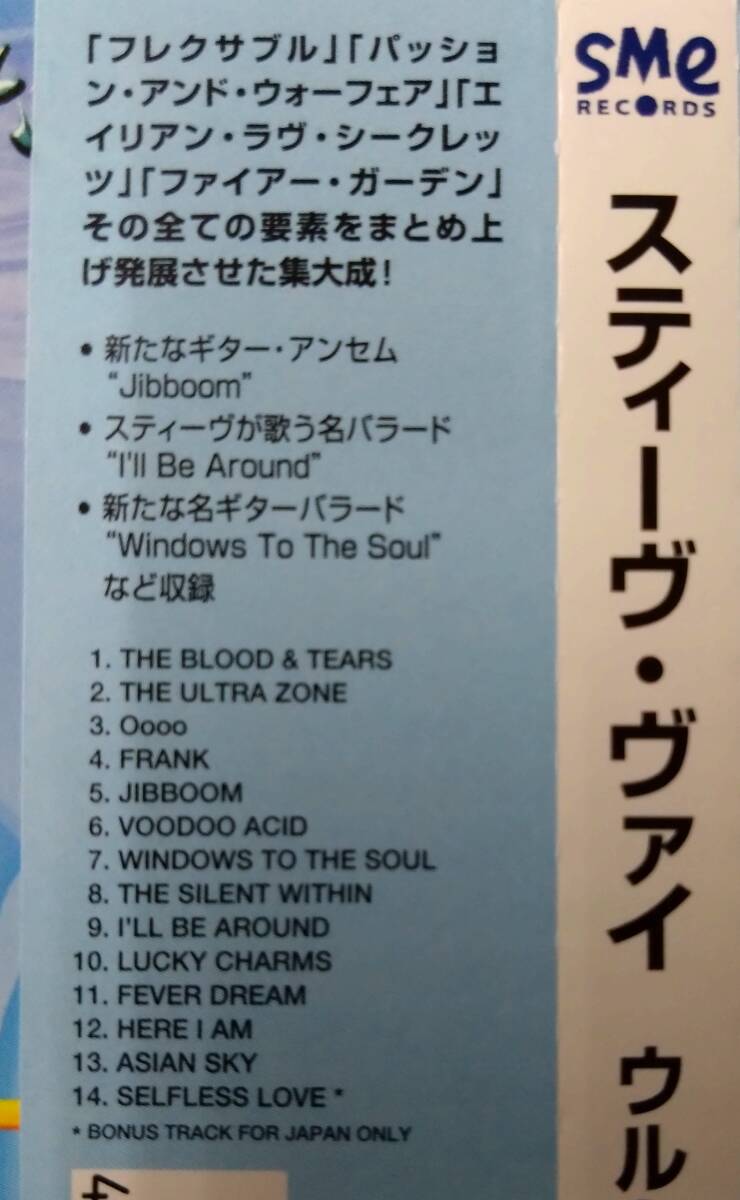 「フレクサブル」「パッショ
ン・アンド・ウォーフェア」「エ
イリアン・ラヴ・シークレッ
ツ」「ファイアー・ガーデン」
その全ての要素をまとめ上
げ発展させた集大成！
• 新たなギター・アンセム
“Jibboom”
• スティーヴが歌う名バラード
“I'll Be Around”
• 新たな名ギターバラード
“Windows To The Soul”
など収録
1. THE BLOOD & TEARS
2. THE ULTRA ZONE
3. Oooo
4. FRANK
5. JIBBOOM
6. VOODOO ACID
7. WINDOWS TO THE SOUL
8. THE SILENT WITHIN
9. I'LL BE AROUND
10. LUCKY CHARMS
11. FEVER DREAM
12. HERE I AM
13. ASIAN SKY
14. SELFLESS LOVE *
* BONUS TRACK FOR JAPAN ONLY
4
SMe
RECORDS
スティーヴ・ヴァイ ウル